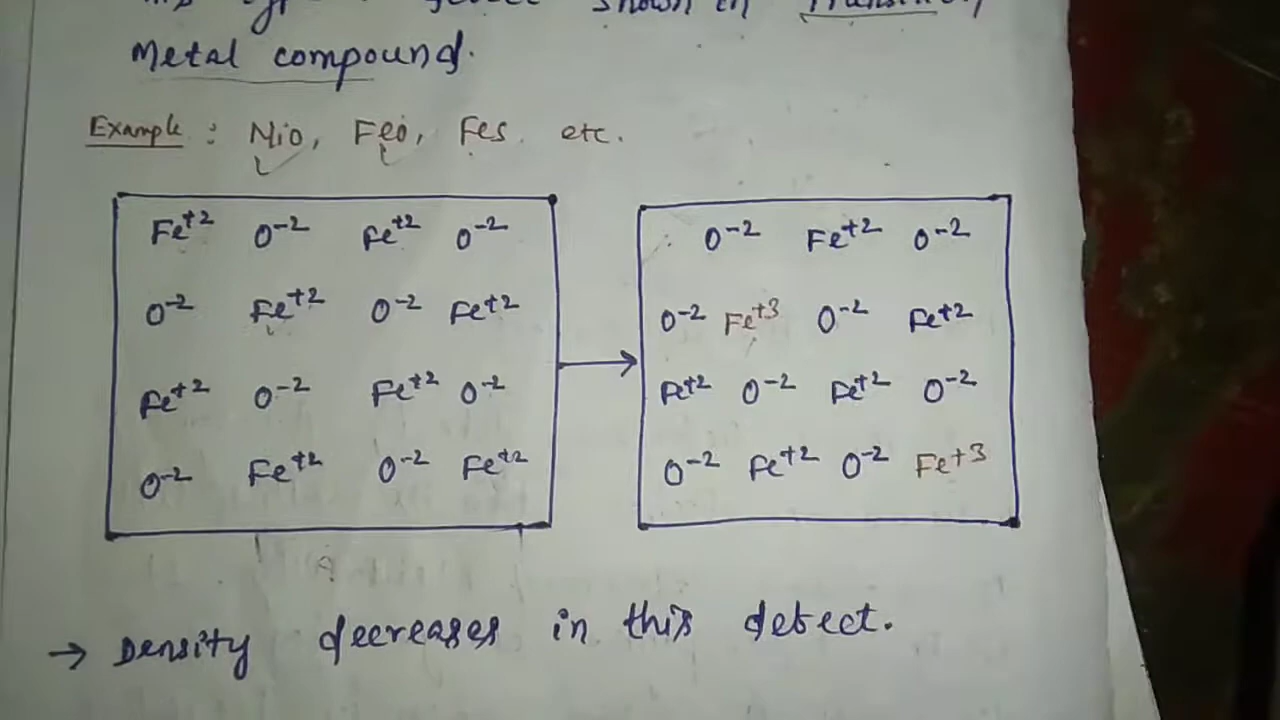 shown in
Metal compound.
Example : NiO, FeO, Fes. etc.
Fe+2 O-2 Fe+2 O-2
O-2 Fe+2 O-2 Fe+2
Fe+2 O-2 Fe+2 O-2
O-2 Fe+2 O-2 Fe+2
O-2 Fe+2 O-2
O-2 Fe+3 O-2 Fe+2
Fe+2 O-2 Fe+2 O-2
O-2 Fe+2 O-2 Fe+3
→ Density decreases in this defect.